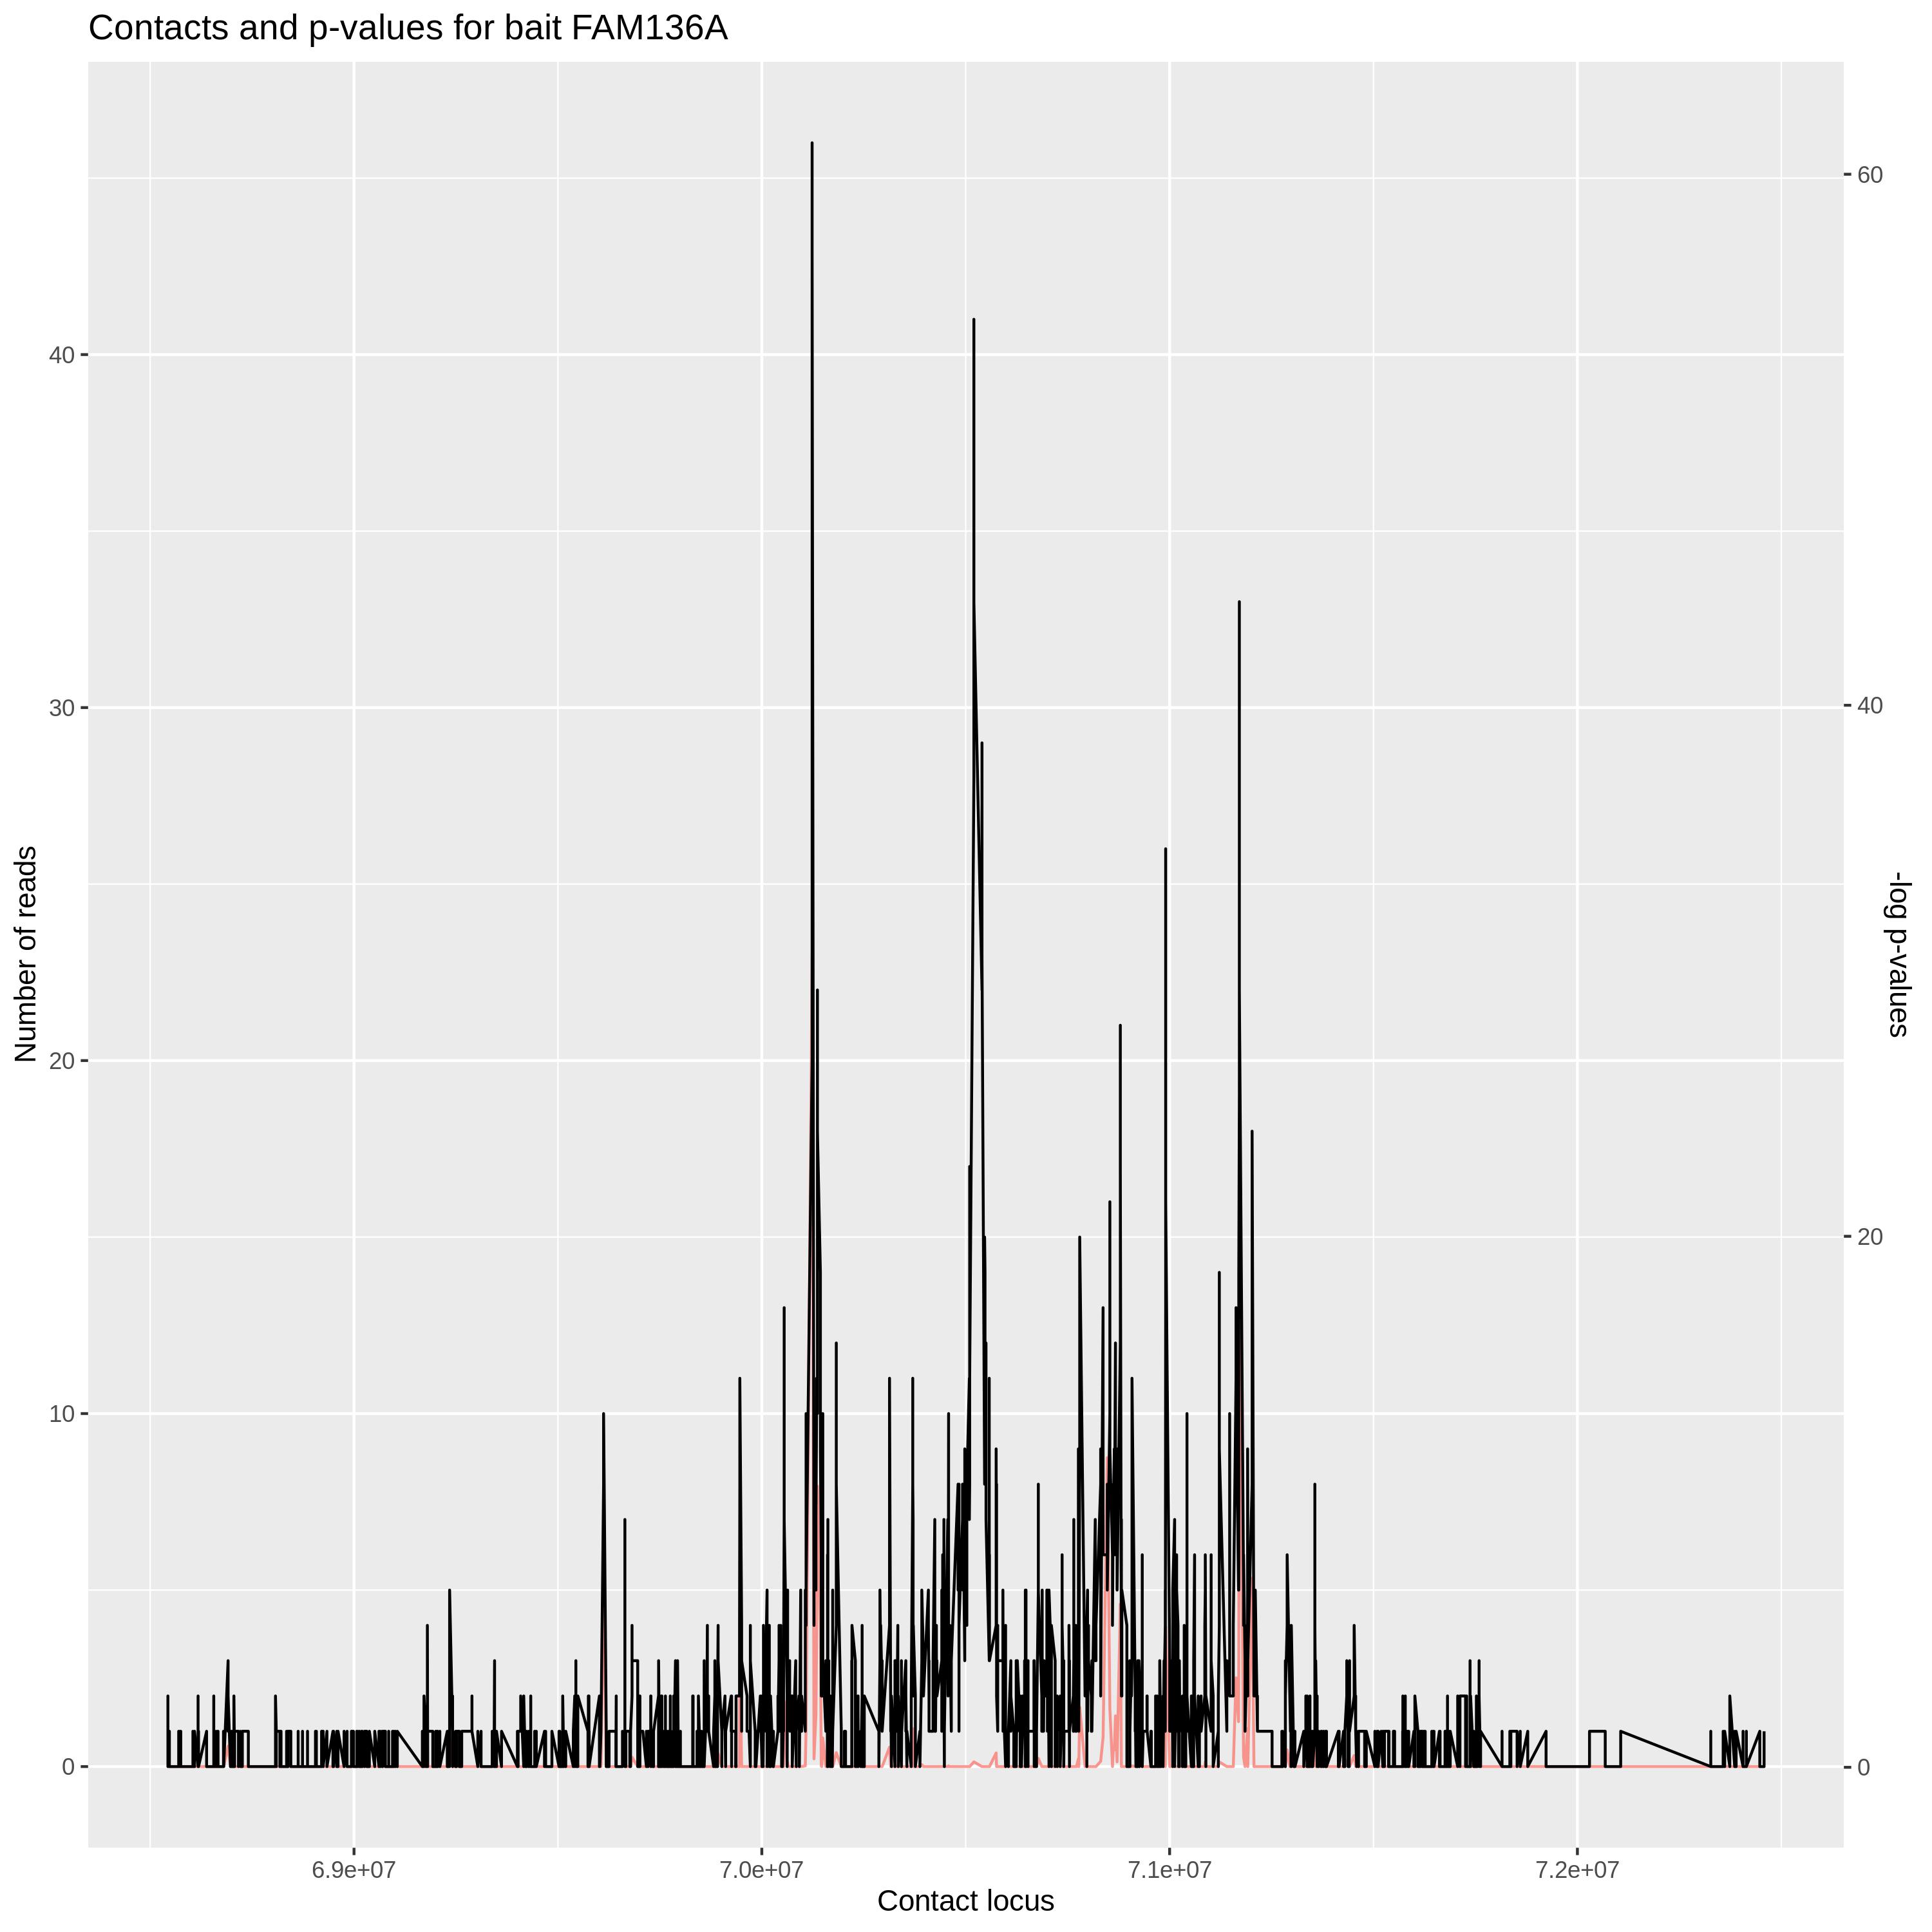 Contacts and p-values for bait FAM136A
60
40
40
30
20
20
10
0
0
Number of reads
-log p-values
6.9e+07 7.0e+07 7.1e+07 7.2e+07
Contact locus